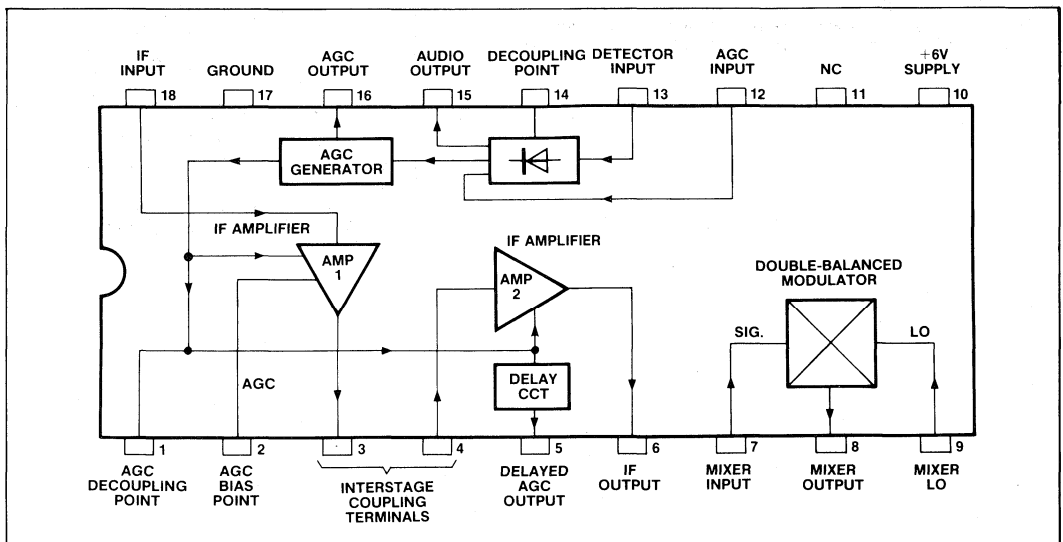 IF INPUT
GROUND
AGC OUTPUT
AUDIO OUTPUT
DECOUPLING POINT
DETECTOR INPUT
AGC INPUT
NC
+6V SUPPLY
18
17
16
15
14
13
12
11
10
AGC GENERATOR
IF AMPLIFIER
AMP 1
IF AMPLIFIER
AMP 2
DOUBLE-BALANCED MODULATOR
SIG.
LO
AGC
DELAY CCT
1
2
3
4
5
6
7
8
9
AGC DECOUPLING POINT
AGC BIAS POINT
INTERSTAGE COUPLING TERMINALS
DELAYED AGC OUTPUT
IF OUTPUT
MIXER INPUT
MIXER OUTPUT
MIXER LO